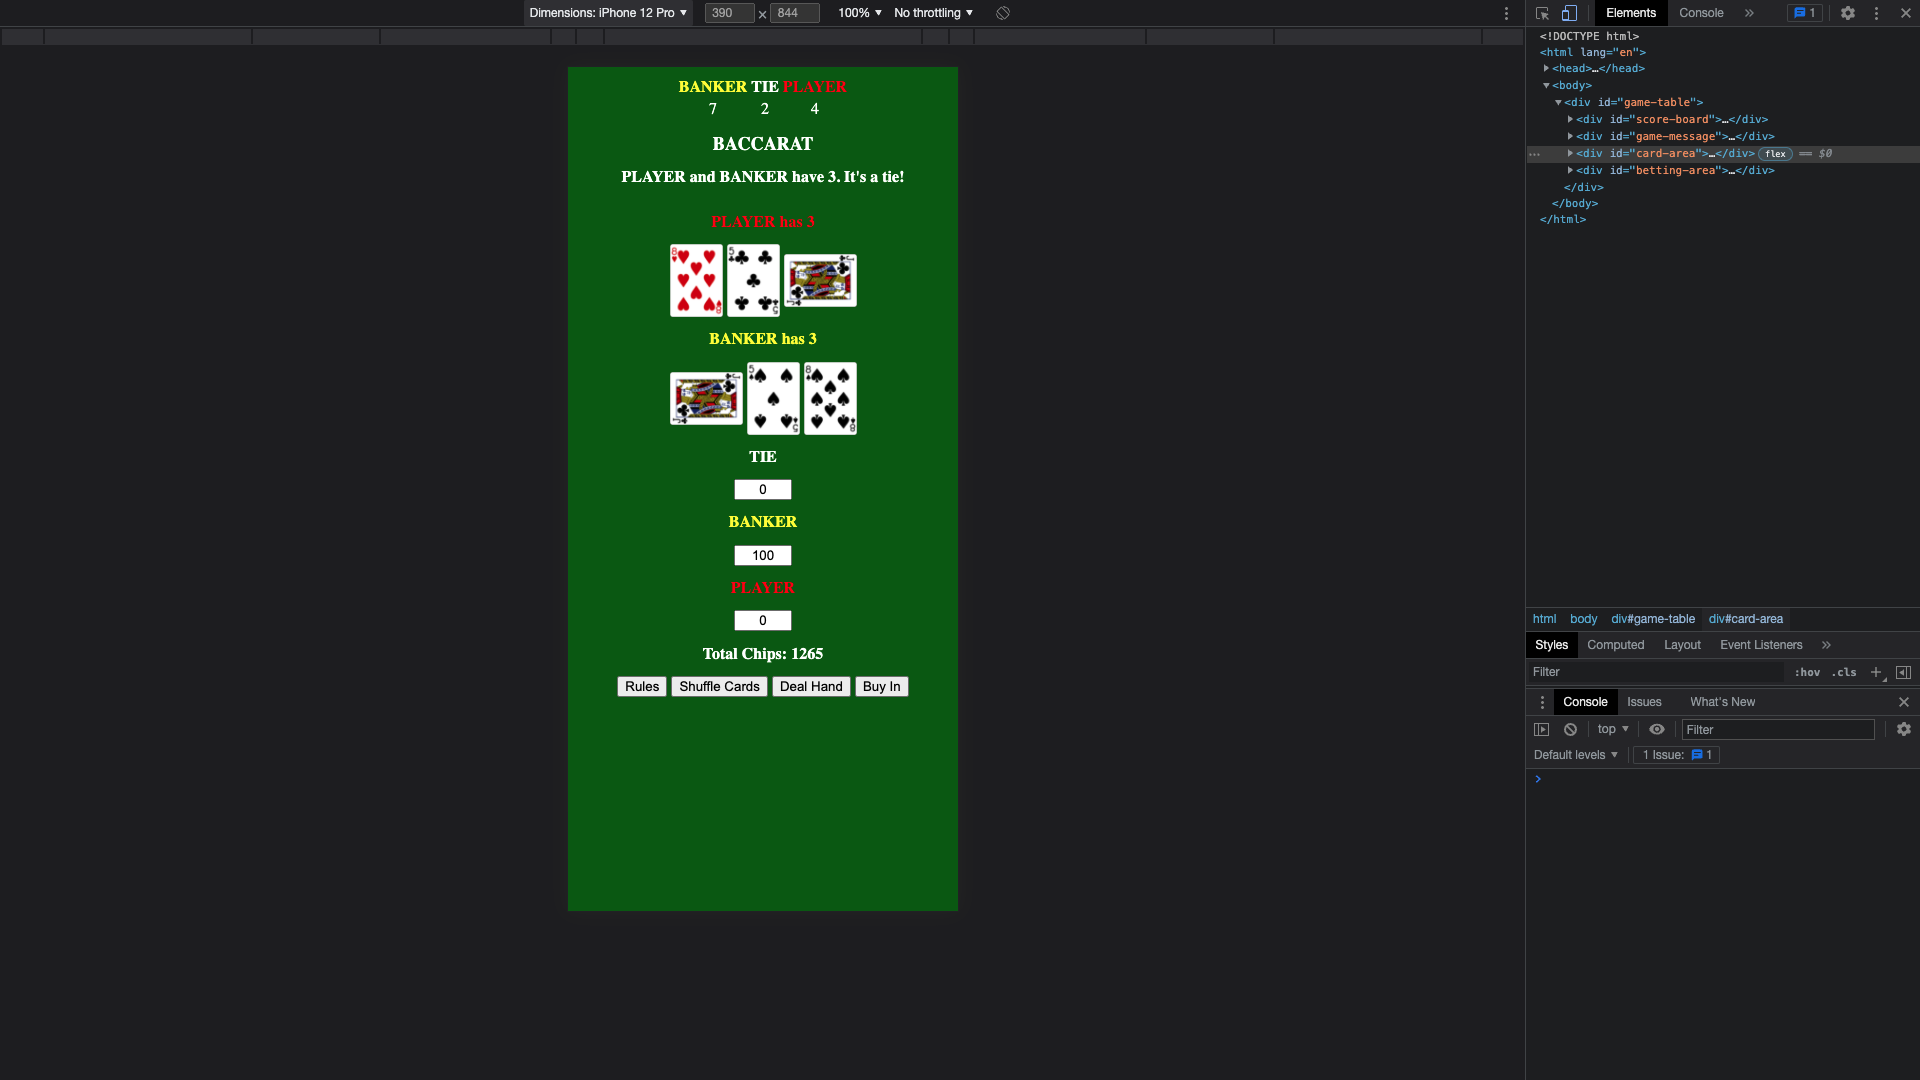 Dimensions: iPhone 12 Pro ▼ 390 × 844 100% ▼ No throttling ▼
BANKER TIE PLAYER
7 2 4
BACCARAT
PLAYER and BANKER have 3. It's a tie!
PLAYER has 3
8 5 J
BANKER has 3
J 5 8
TIE
0
BANKER
100
PLAYER
0
Total Chips: 1265
Rules Shuffle Cards Deal Hand Buy In
Elements Console » 1
<!DOCTYPE html>
<html lang="en">
<head>…</head>
<body>
<div id="game-table">
<div id="score-board">…</div>
<div id="game-message">…</div>
<div id="card-area">…</div> flex == $0
<div id="betting-area">…</div>
</div>
</body>
</html>
html body div#game-table div#card-area
Styles Computed Layout Event Listeners »
Filter :hov .cls +
Console Issues What's New
top ▼ Filter
Default levels ▼ 1 Issue: 1
>